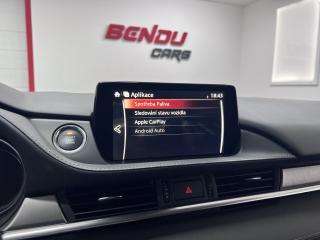 BENDU
CARS
Aplikace
18:43
Spotřeba Paliva
Sledování stavu vozidla
Apple CarPlay
Android Auto